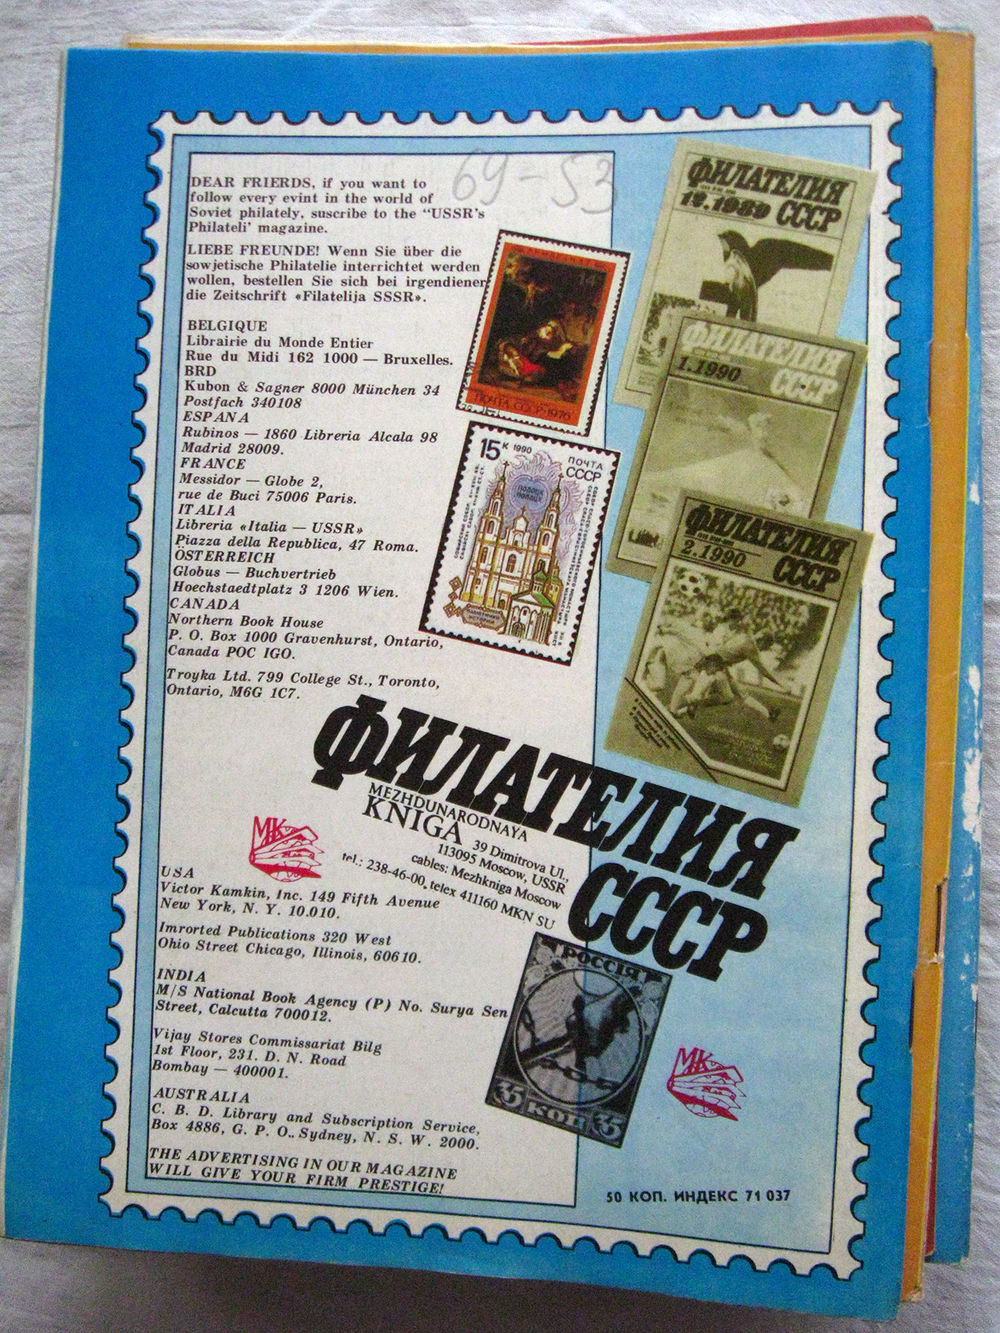 69-53
DEAR FRIERDS, if you want to
follow every evint in the world of
Soviet philately, suscribe to the "USSR's
Philateli' magazine.
LIEBE FREUNDE! Wenn Sie über die
sowjetische Philatelie interrichtet werden
wollen, bestellen Sie sich bei irgendiener
die Zeitschrift «Filatelija SSSR».
BELGIQUE
Librairie du Monde Entier
Rue du Midi 162 1000 — Bruxelles.
BRD
Kubon & Sagner 8000 München 34
Postfach 340108
ESPANA
Rubinos — 1860 Libreria Alcala 98
Madrid 28009.
FRANCE
Messidor — Globe 2,
rue de Buci 75006 Paris.
ITALIA
Libreria «Italia — USSR»
Piazza della Republica, 47 Roma.
ÖSTERREICH
Globus — Buchvertrieb
Hoechstaedtplatz 3 1206 Wien.
CANADA
Northern Book House
P. O. Box 1000 Gravenhurst, Ontario,
Canada POC IGO.
Troyka Ltd. 799 College St., Toronto,
Ontario, M6G 1C7.
ФИЛАТЕЛИЯ
12.1989 СССР
ФИЛАТЕЛИЯ
1.1990 СССР
ФИЛАТЕЛИЯ
2.1990 СССР
ПОЧТА СССР·1976
15 К 1990
ПОЧТА
СССР
ПОЛОЦК
ФИЛАТЕЛИЯ
СССР
MEZHDUNARODNAYA
KNIGA
39 Dimitrova Ul.,
113095 Moscow, USSR
cables: Mezhkniga Moscow
tel.: 238-46-00, telex 411160 MKN SU
МК
USA
Victor Kamkin, Inc. 149 Fifth Avenue
New York, N. Y. 10.010.
Imrorted Publications 320 West
Ohio Street Chicago, Illinois, 60610.
INDIA
M/S National Book Agency (P) No. Surya Sen
Street, Calcutta 700012.
Vijay Stores Commissariat Bilg
1st Floor, 231. D. N. Road
Bombay — 400001.
AUSTRALIA
C. B. D. Library and Subscription Service,
Box 4886, G. P. O.. Sydney, N. S. W. 2000.
THE ADVERTISING IN OUR MAGAZINE
WILL GIVE YOUR FIRM PRESTIGE!
РОССІЯ
35 КОП. 35
МК
50 КОП. ИНДЕКС 71 037